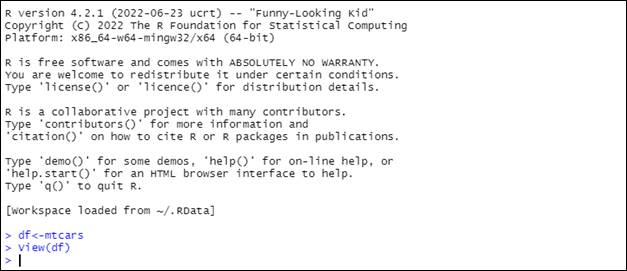 R version 4.2.1 (2022-06-23 ucrt) -- "Funny-Looking Kid"
Copyright (C) 2022 The R Foundation for Statistical Computing
Platform: x86_64-w64-mingw32/x64 (64-bit)
R is free software and comes with ABSOLUTELY NO WARRANTY.
You are welcome to redistribute it under certain conditions.
Type 'license()' or 'licence()' for distribution details.
R is a collaborative project with many contributors.
Type 'contributors()' for more information and
'citation()' on how to cite R or R packages in publications.
Type 'demo()' for some demos, 'help()' for on-line help, or
'help.start()' for an HTML browser interface to help.
Type 'q()' to quit R.
[Workspace loaded from ~/.RData]
> df<-mtcars
> View(df)
>